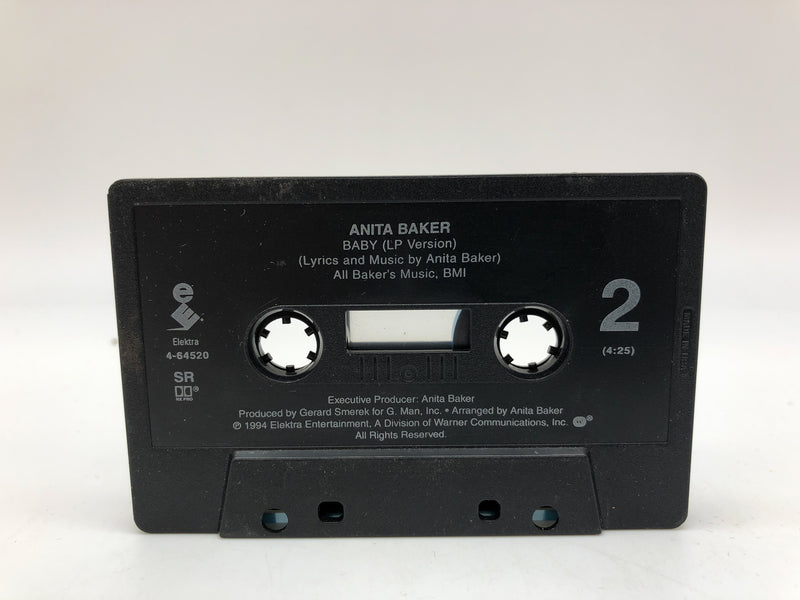 ANITA BAKER
BABY (LP Version)
(Lyrics and Music by Anita Baker)
All Baker's Music, BMI
e
Elektra
4-64520
SR
2
(4:25)
Executive Producer: Anita Baker
Produced by Gerard Smerek for G. Man, Inc. • Arranged by Anita Baker
℗ 1994 Elektra Entertainment, A Division of Warner Communications, Inc. ®
All Rights Reserved.